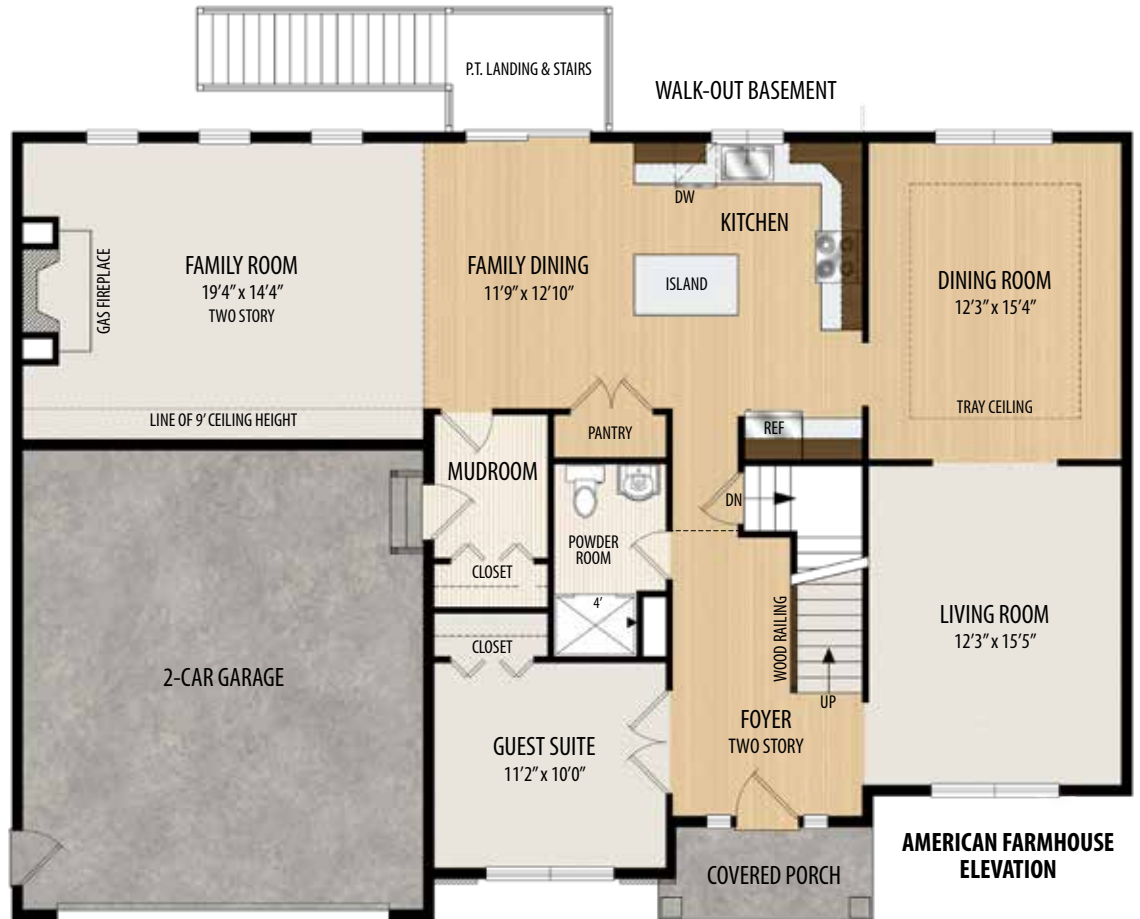 P.T. LANDING & STAIRS
WALK-OUT BASEMENT
DW
KITCHEN
GAS FIREPLACE
FAMILY ROOM
19'4" x 14'4"
TWO STORY
FAMILY DINING
11'9" x 12'10"
ISLAND
DINING ROOM
12'3" x 15'4"
TRAY CEILING
LINE OF 9' CEILING HEIGHT
PANTRY
REF
MUDROOM
DN
POWDER
ROOM
CLOSET
4'
CLOSET
WOOD RAILING
LIVING ROOM
12'3" x 15'5"
2-CAR GARAGE
UP
FOYER
TWO STORY
GUEST SUITE
11'2" x 10'0"
COVERED PORCH
AMERICAN FARMHOUSE
ELEVATION